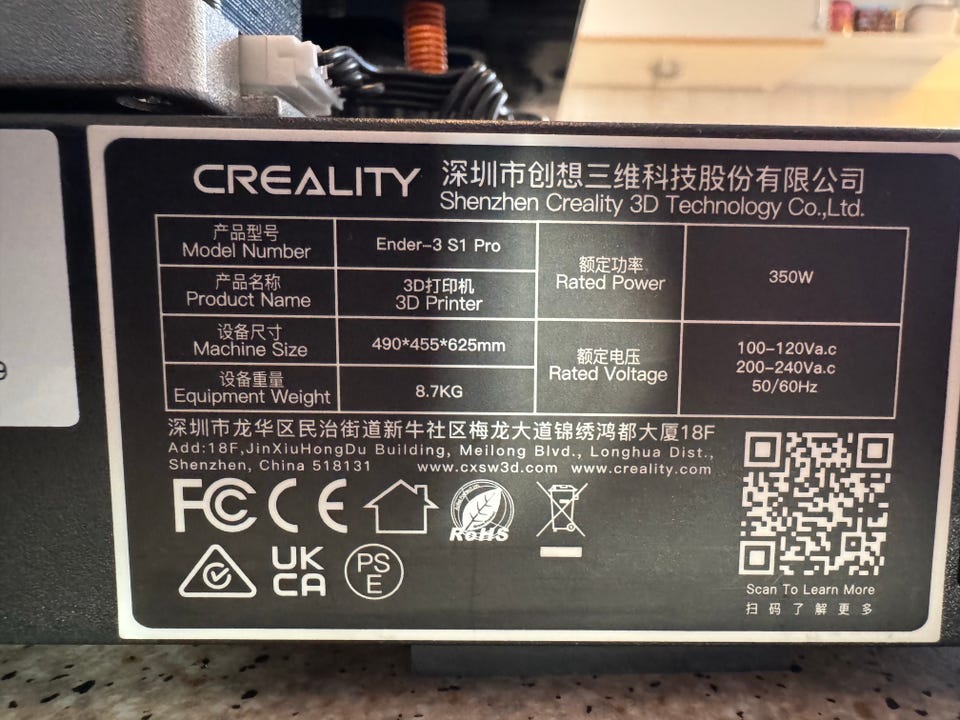 CREALITY
深圳市创想三维科技股份有限公司
Shenzhen Creality 3D Technology Co.,Ltd.
产品型号
Model Number
Ender-3 S1 Pro
产品名称
Product Name
3D打印机
3D Printer
设备尺寸
Machine Size
490*455*625mm
设备重量
Equipment Weight
8.7KG
额定功率
Rated Power
350W
额定电压
Rated Voltage
100-120Va.c
200-240Va.c
50/60Hz
深圳市龙华区民治街道新牛社区梅龙大道锦绣鸿都大厦18F
Add:18F,JinXiuHongDu Building, Meilong Blvd., Longhua Dist.,
Shenzhen, China 518131 www.cxsw3d.com www.creality.com
FC CE RoHS
UK
CA
PS
E
Scan To Learn More
扫码了解更多
9